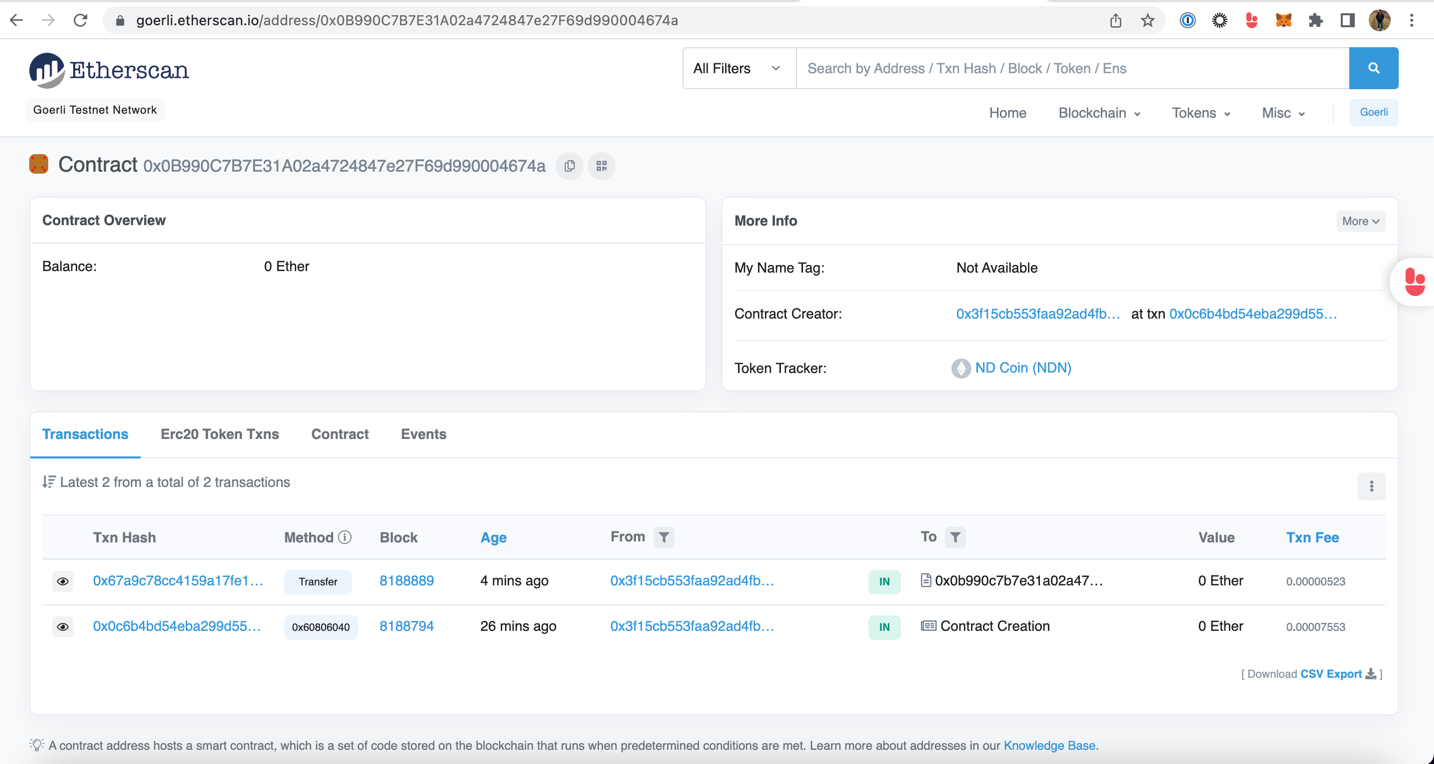 goerli.etherscan.io/address/0x0B990C7B7E31A02a4724847e27F69d990004674a
Etherscan
All Filters
Search by Address / Txn Hash / Block / Token / Ens
Goerli Testnet Network
Home Blockchain Tokens Misc Goerli
Contract 0x0B990C7B7E31A02a4724847e27F69d990004674a
Contract Overview
Balance: 0 Ether
More Info More
My Name Tag: Not Available
Contract Creator: 0x3f15cb553faa92ad4fb... at txn 0x0c6b4bd54eba299d55...
Token Tracker: ND Coin (NDN)
Transactions Erc20 Token Txns Contract Events
Latest 2 from a total of 2 transactions
Txn Hash Method Block Age From To Value Txn Fee
0x67a9c78cc4159a17fe1... Transfer 8188889 4 mins ago 0x3f15cb553faa92ad4fb... IN 0x0b990c7b7e31a02a47... 0 Ether 0.00000523
0x0c6b4bd54eba299d55... 0x60806040 8188794 26 mins ago 0x3f15cb553faa92ad4fb... IN Contract Creation 0 Ether 0.00007553
[ Download CSV Export ]
A contract address hosts a smart contract, which is a set of code stored on the blockchain that runs when predetermined conditions are met. Learn more about addresses in our Knowledge Base.